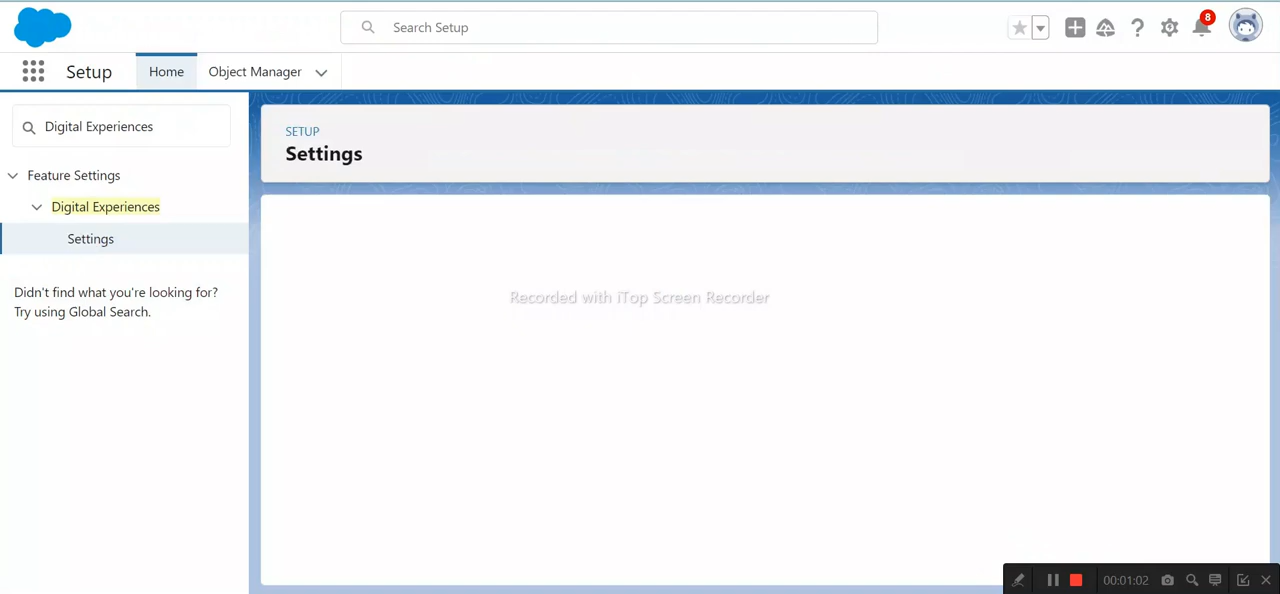 Search Setup
8
Setup
Home
Object Manager
Digital Experiences
Feature Settings
Digital Experiences
Settings
Didn't find what you're looking for?
Try using Global Search.
SETUP
Settings
Recorded with iTop Screen Recorder
00:01:02